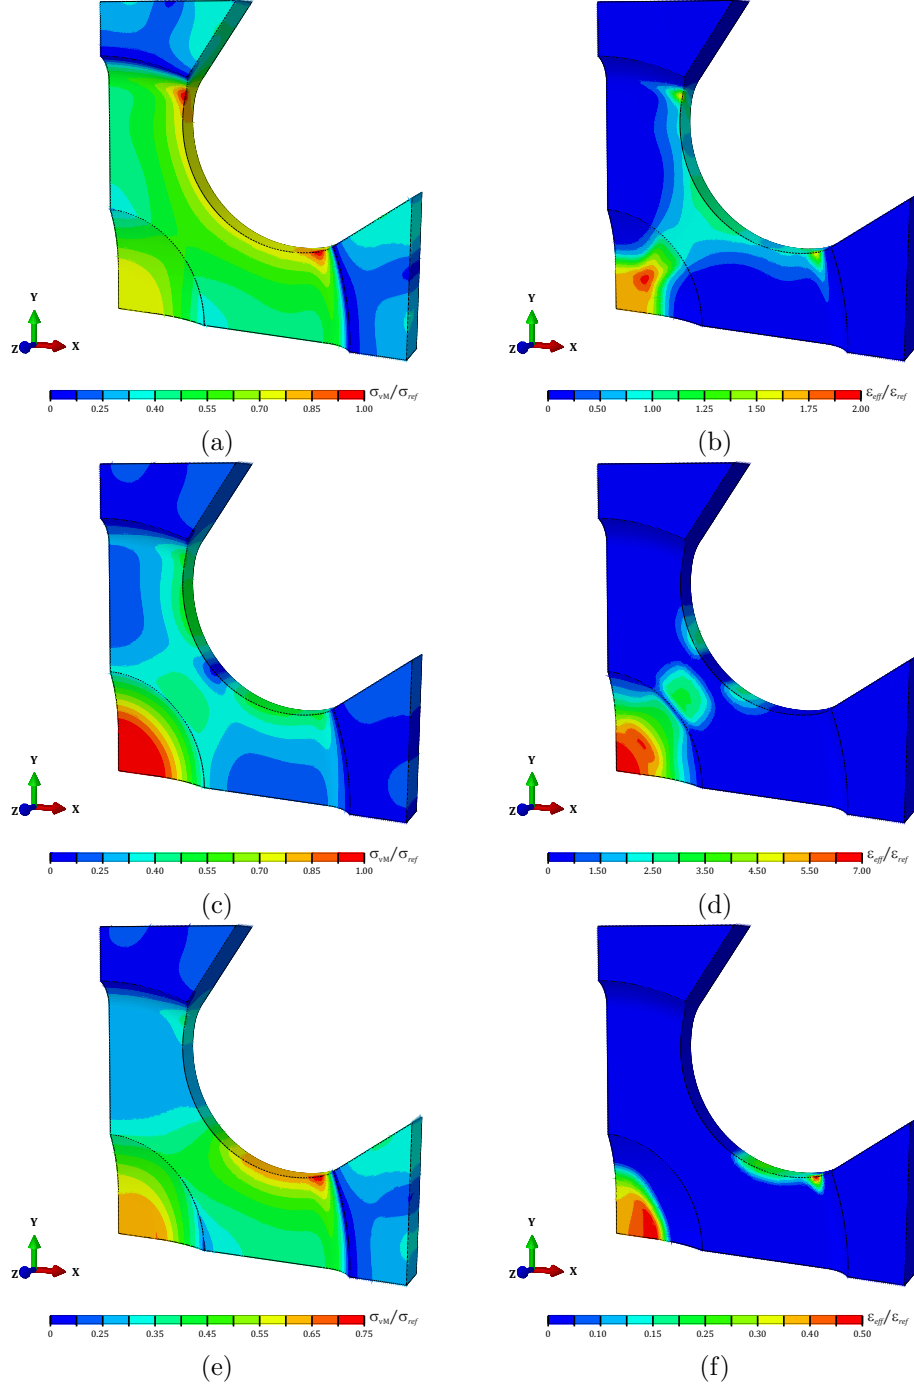 Y
Z X
Y
Z X
0 0.25 0.40 0.55 0.70 0.85 1.00 σvM/σref
0 0.50 1.00 1.25 1.50 1.75 2.00 εeff/εref
(a)
(b)
Y
Z X
Y
Z X
0 0.25 0.40 0.55 0.70 0.85 1.00 σvM/σref
0 1.50 2.50 3.50 4.50 5.50 7.00 εeff/εref
(c)
(d)
Y
Z X
Y
Z X
0 0.25 0.35 0.45 0.55 0.65 0.75 σvM/σref
0 0.10 0.15 0.20 0.30 0.40 0.50 εeff/εref
(e)
(f)